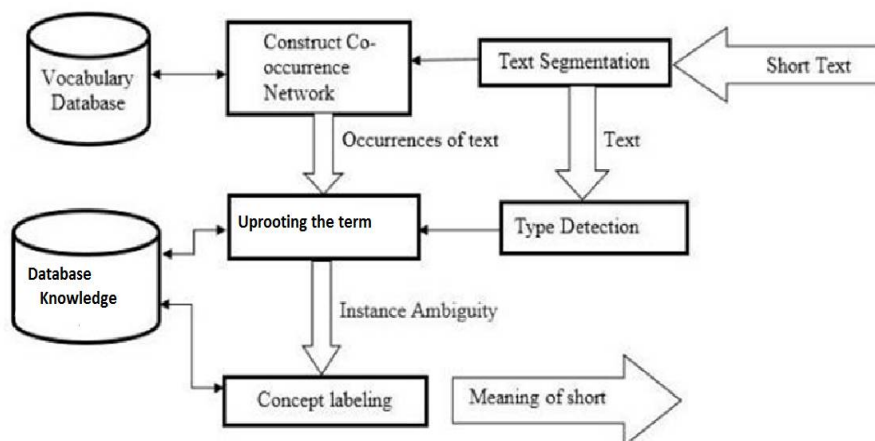 Vocabulary
Database
Construct Co-
occurrence
Network
Text Segmentation
Short Text
Occurrences of text
Text
Database
Knowledge
Uprooting the term
Type Detection
Instance Ambiguity
Concept labeling
Meaning of short